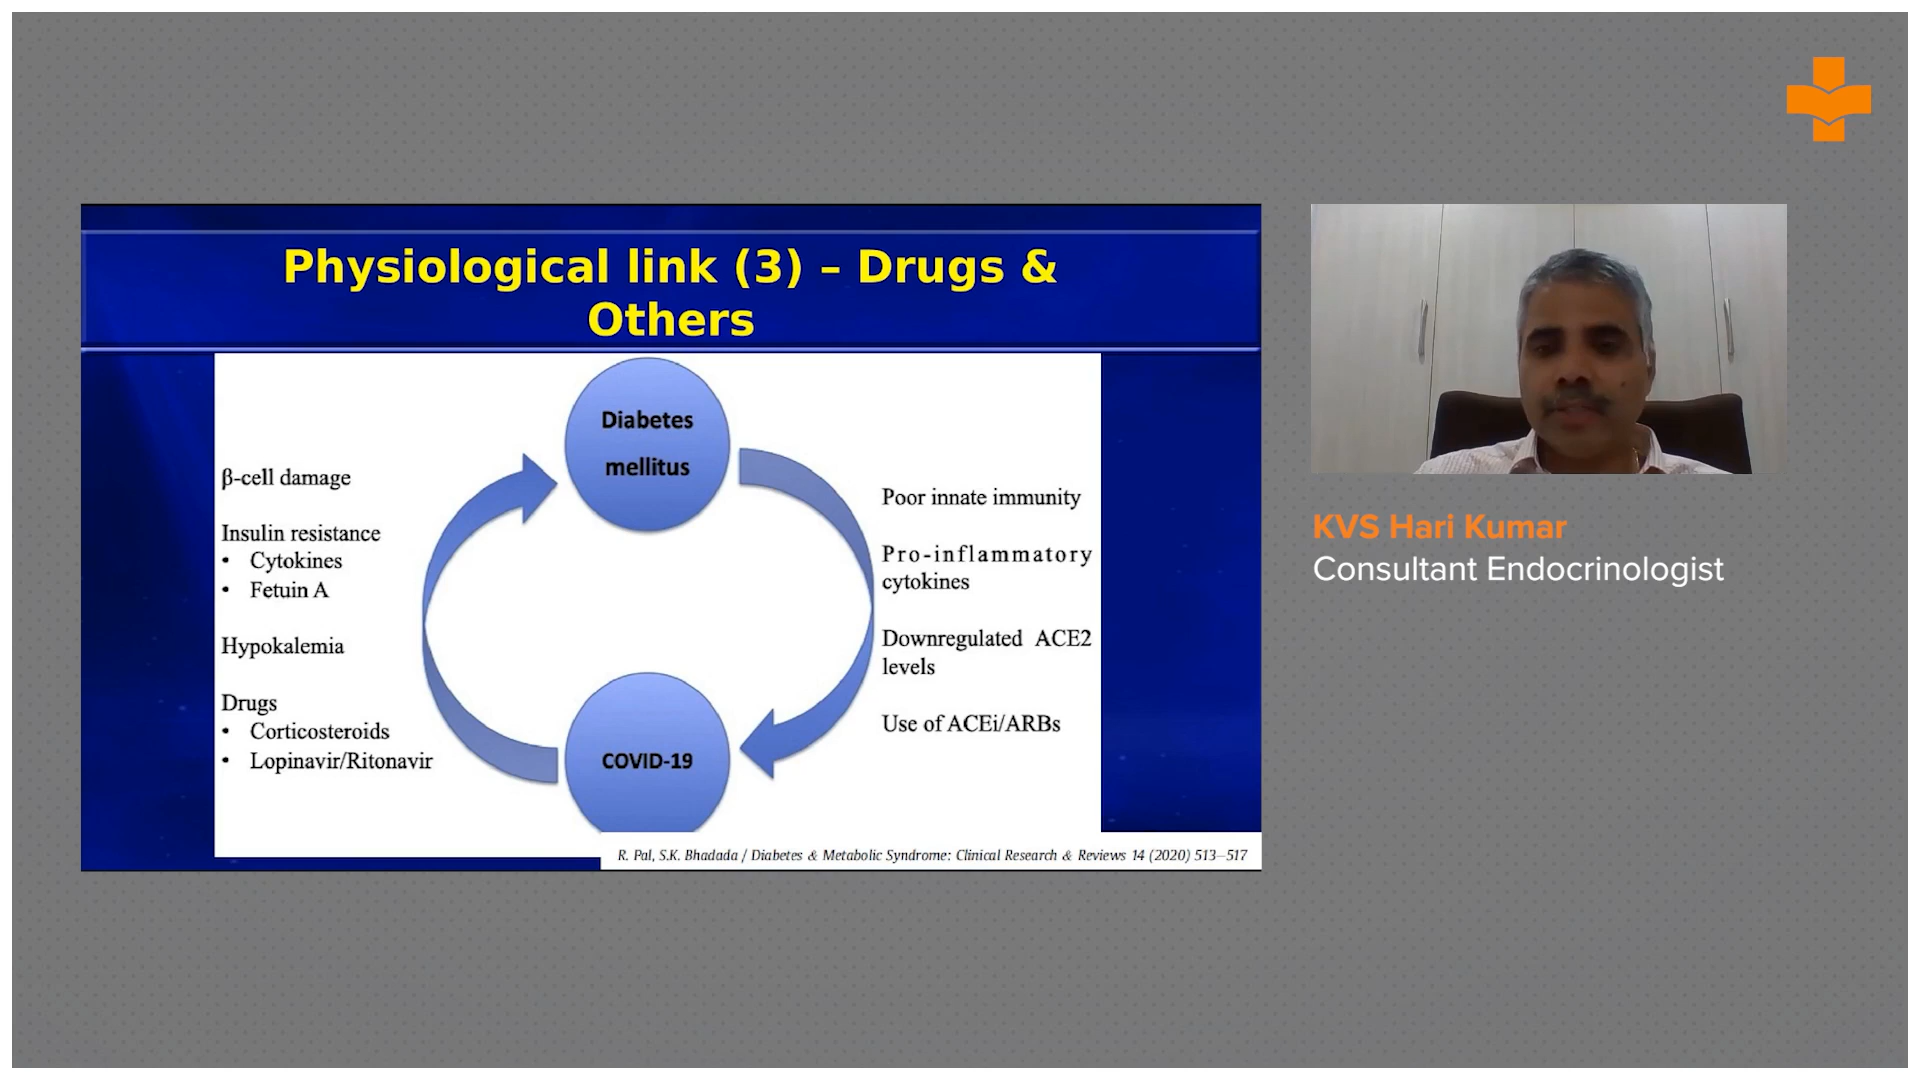 Physiological link (3) – Drugs &
Others
Diabetes
mellitus
β-cell damage
Insulin resistance
• Cytokines
• Fetuin A
Hypokalemia
Drugs
• Corticosteroids
• Lopinavir/Ritonavir
Poor innate immunity
Pro-inflammatory
cytokines
Downregulated ACE2
levels
Use of ACEi/ARBs
COVID-19
R. Pal, S.K. Bhadada / Diabetes & Metabolic Syndrome: Clinical Research & Reviews 14 (2020) 513–517
KVS Hari Kumar
Consultant Endocrinologist